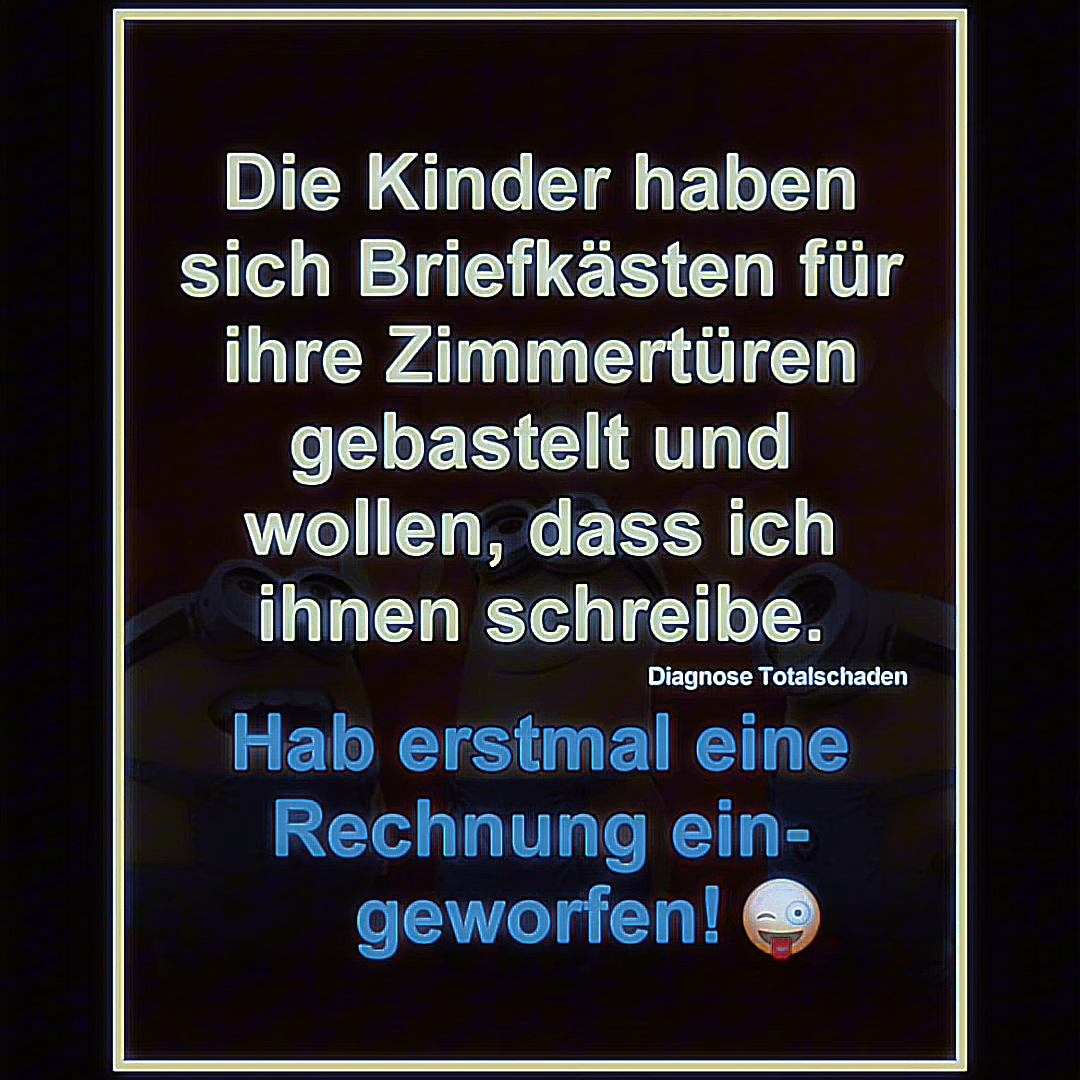 Die Kinder haben
sich Briefkästen für
ihre Zimmertüren
gebastelt und
wollen, dass ich
ihnen schreibe.
Diagnose Totalschaden
Hab erstmal eine
Rechnung ein-
geworfen! 😜